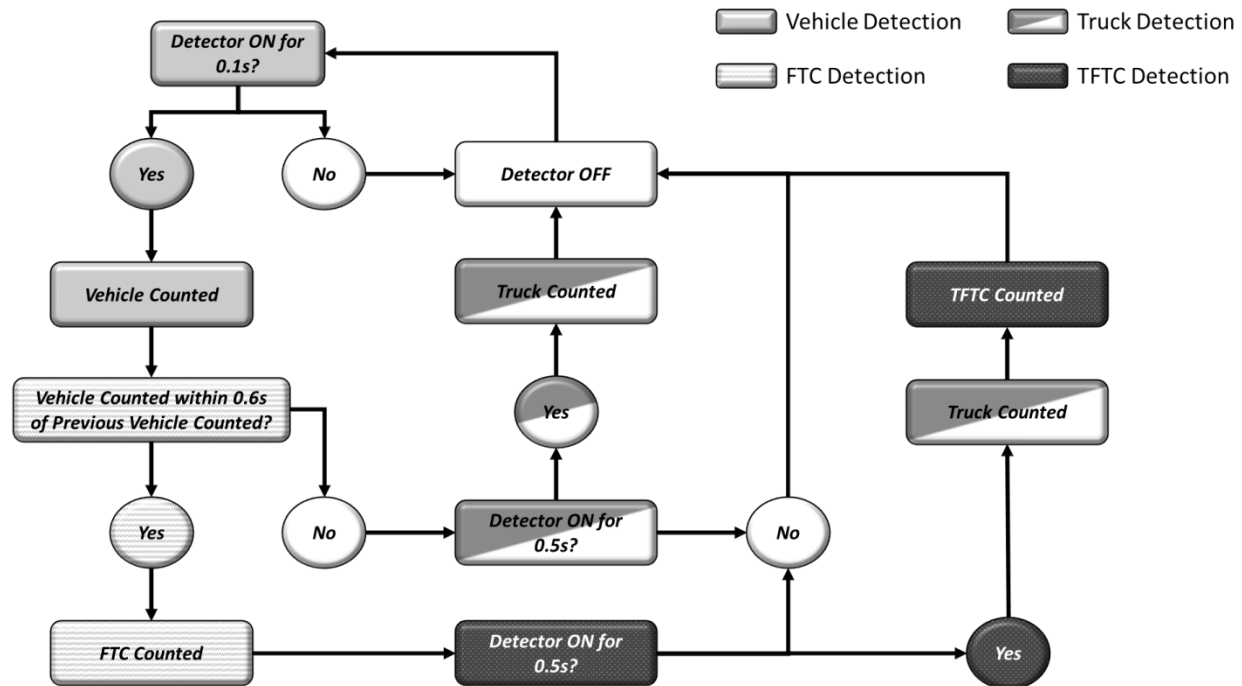 Detector ON for
0.1s?
Vehicle Detection
Truck Detection
FTC Detection
TFTC Detection
Yes
No
Detector OFF
Vehicle Counted
Truck Counted
TFTC Counted
Vehicle Counted within 0.6s
of Previous Vehicle Counted?
Yes
Truck Counted
Yes
No
Detector ON for
0.5s?
No
FTC Counted
Detector ON for
0.5s?
Yes